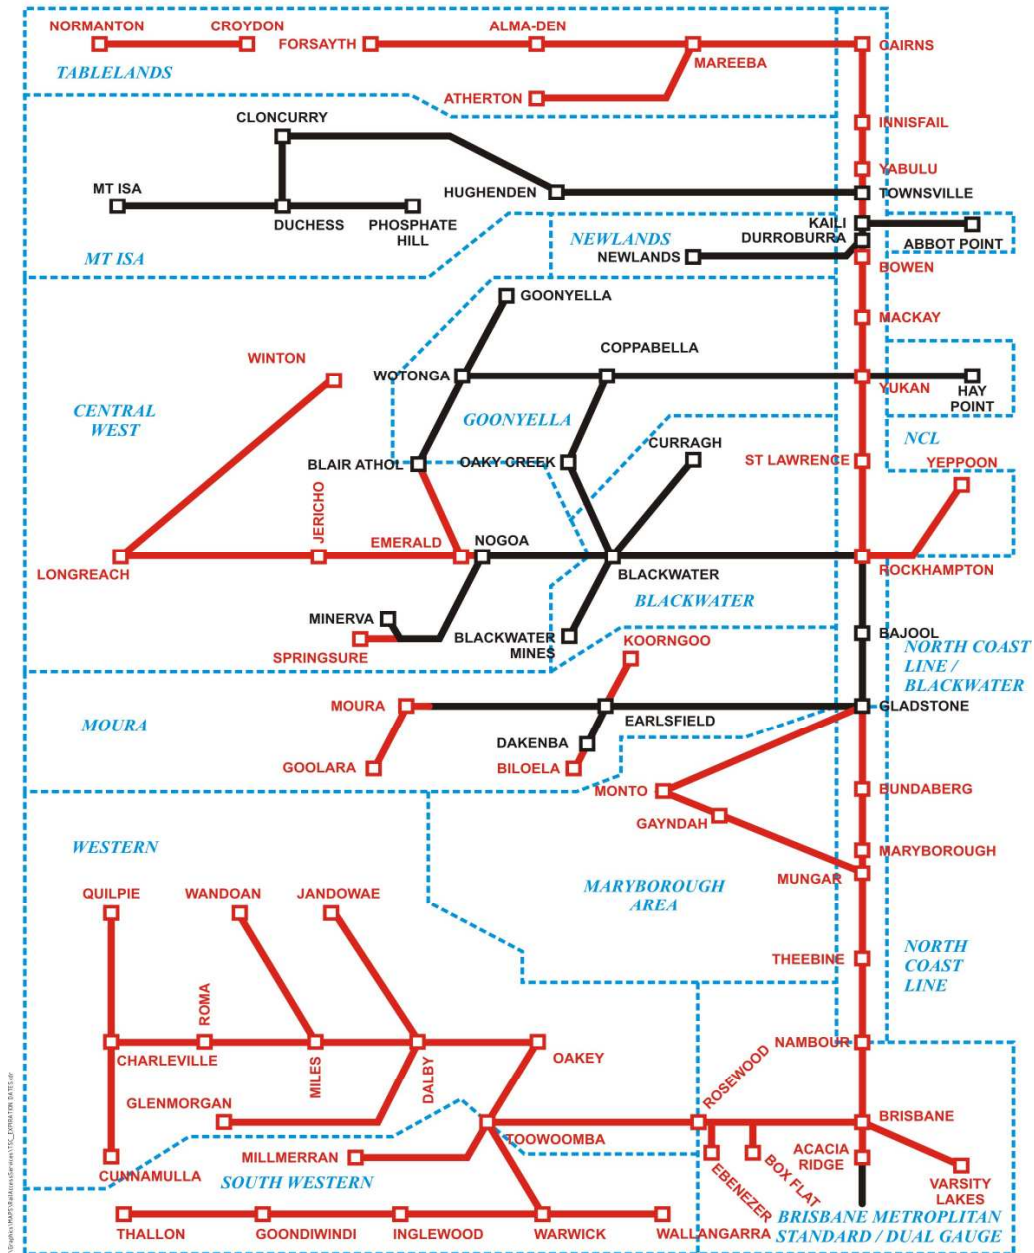 NORMANTON
CROYDON
FORSAYTH
ALMA-DEN
CAIRNS
MAREEBA
TABLELANDS
ATHERTON
CLONCURRY
INNISFAIL
YABULU
MT ISA
HUGHENDEN
TOWNSVILLE
DUCHESS
PHOSPHATE
HILL
KAILI
NEWLANDS
DURROBURRA
ABBOT POINT
MT ISA
NEWLANDS
BOWEN
GOONYELLA
MACKAY
WINTON
COPPABELLA
WOTONGA
YUKAN
HAY
POINT
CENTRAL
WEST
GOONYELLA
CURRAGH
NCL
BLAIR ATHOL
OAKY CREEK
ST LAWRENCE
YEPPOON
JERICHO
EMERALD
NOGOA
LONGREACH
BLACKWATER
ROCKHAMPTON
BLACKWATER
MINERVA
SPRINGSURE
BLACKWATER
MINES
KOORNGOO
BAJOOL
NORTH COAST
LINE /
BLACKWATER
MOURA
MOURA
EARLSFIELD
GLADSTONE
DAKENBA
GOOLARA
BILOELA
MONTO
BUNDABERG
GAYNDAH
WESTERN
MARYBOROUGH
MUNGAR
QUILPIE
WANDOAN
JANDOWAE
MARYBOROUGH
AREA
THEEBINE
NORTH
COAST
LINE
ROMA
CHARLEVILLE
MILES
DALBY
OAKEY
NAMBOUR
ROSEWOOD
GLENMORGAN
BRISBANE
TOOWOOMBA
CUNNAMULLA
MILLMERRAN
SOUTH WESTERN
EBENEZER
BOX FLAT
ACACIA
RIDGE
VARSITY
LAKES
THALLON
GOONDIWINDI
INGLEWOOD
WARWICK
WALLANGARRA
BRISBANE METROPLITAN
STANDARD / DUAL GAUGE